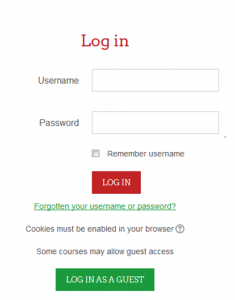 Log in
Username
Password
Remember username
LOG IN
Forgotten your username or password?
Cookies must be enabled in your browser ?
Some courses may allow guest access
LOG IN AS A GUEST